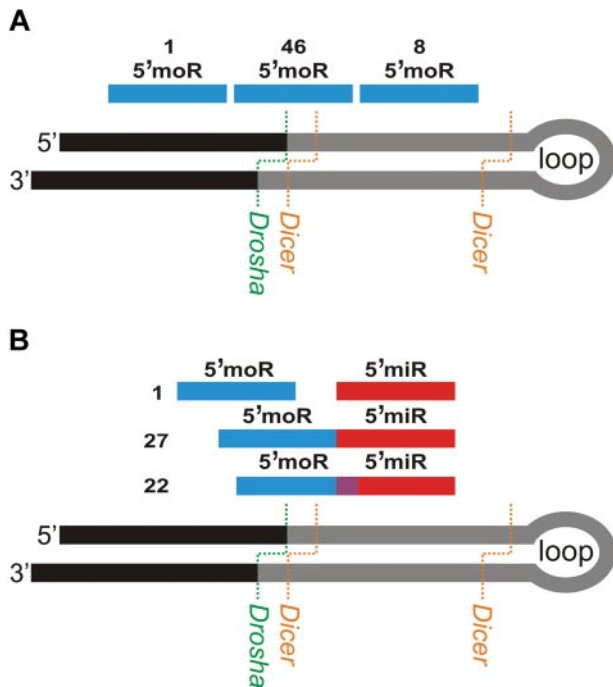 A
1 46 8
5’moR 5’moR 5’moR
5’
loop
3’
Drosha
Dicer
Dicer
B
5’moR 5’miR
1
5’moR 5’miR
27
5’moR 5’miR
22
5’
loop
3’
Drosha
Dicer
Dicer